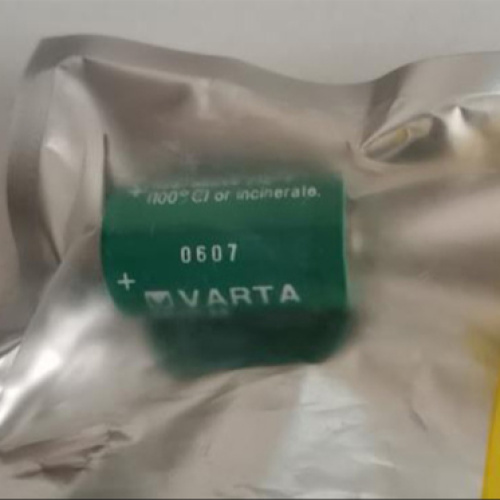 (100°C) or incinerate.
0607
+
VARTA